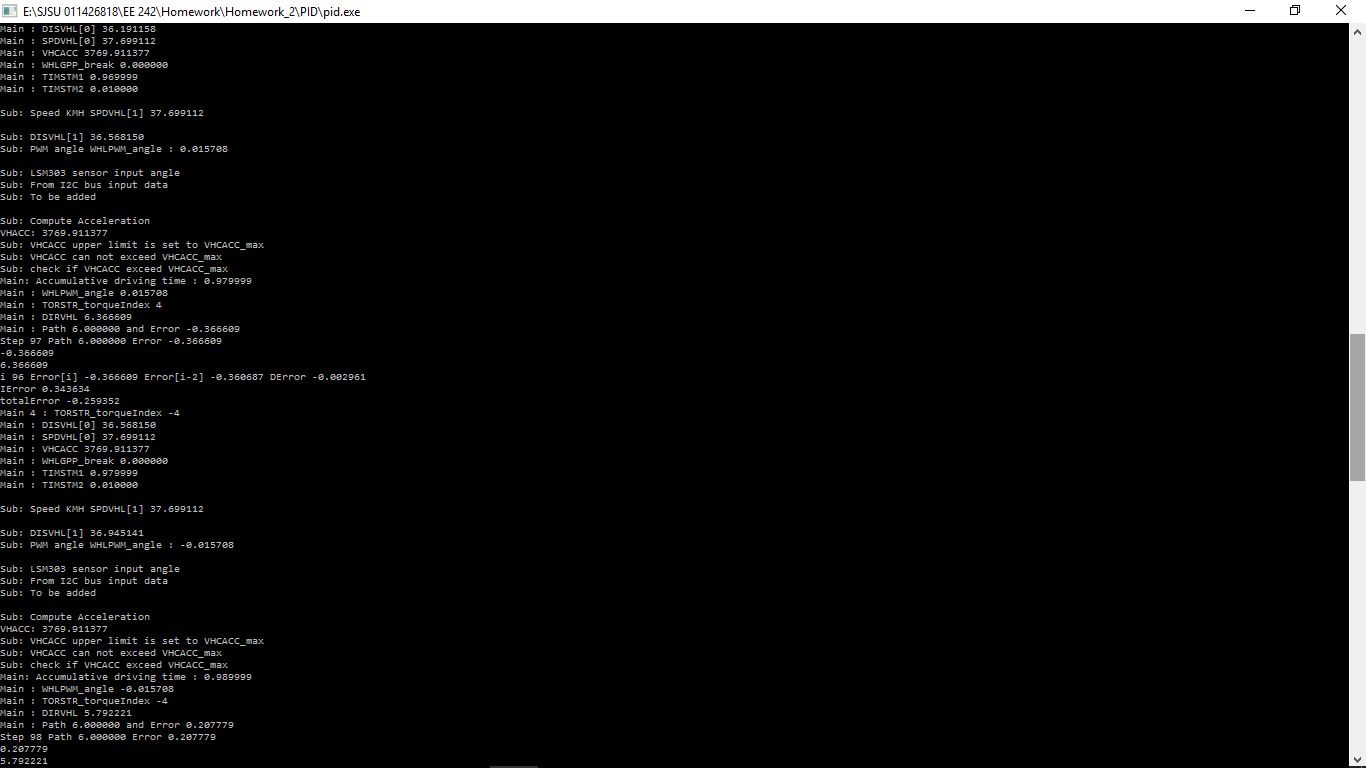 E:\SJSU 011426818\EE 242\Homework\Homework_2\PID\pid.exe
Main : DISVHL[0] 36.191158
Main : SPDVHL[0] 37.699112
Main : VHCACC 3769.911377
Main : WHLGPP_break 0.000000
Main : TIMSTM1 0.969999
Main : TIMSTM2 0.010000
Sub: Speed KMH SPDVHL[1] 37.699112
Sub: DISVHL[1] 36.568150
Sub: PWM angle WHLPWM_angle : 0.015708
Sub: LSM303 sensor input angle
Sub: From I2C bus input data
Sub: To be added
Sub: Compute Acceleration
VHACC: 3769.911377
Sub: VHCACC upper limit is set to VHCACC_max
Sub: VHCACC can not exceed VHCACC_max
Sub: check if VHCACC exceed VHCACC_max
Main: Accumulative driving time : 0.979999
Main : WHLPWM_angle 0.015708
Main : TORSTR_torqueIndex 4
Main : DIRVHL 6.366609
Main : Path 6.000000 and Error -0.366609
Step 97 Path 6.000000 Error -0.366609
-0.366609
6.366609
i 96 Error[i] -0.366609 Error[i-2] -0.360687 DError -0.002961
IError 0.343634
totalError -0.259352
Main 4 : TORSTR_torqueIndex -4
Main : DISVHL[0] 36.568150
Main : SPDVHL[0] 37.699112
Main : VHCACC 3769.911377
Main : WHLGPP_break 0.000000
Main : TIMSTM1 0.979999
Main : TIMSTM2 0.010000
Sub: Speed KMH SPDVHL[1] 37.699112
Sub: DISVHL[1] 36.945141
Sub: PWM angle WHLPWM_angle : -0.015708
Sub: LSM303 sensor input angle
Sub: From I2C bus input data
Sub: To be added
Sub: Compute Acceleration
VHACC: 3769.911377
Sub: VHCACC upper limit is set to VHCACC_max
Sub: VHCACC can not exceed VHCACC_max
Sub: check if VHCACC exceed VHCACC_max
Main: Accumulative driving time : 0.989999
Main : WHLPWM_angle -0.015708
Main : TORSTR_torqueIndex -4
Main : DIRVHL 5.792221
Main : Path 6.000000 and Error 0.207779
Step 98 Path 6.000000 Error 0.207779
0.207779
5.792221